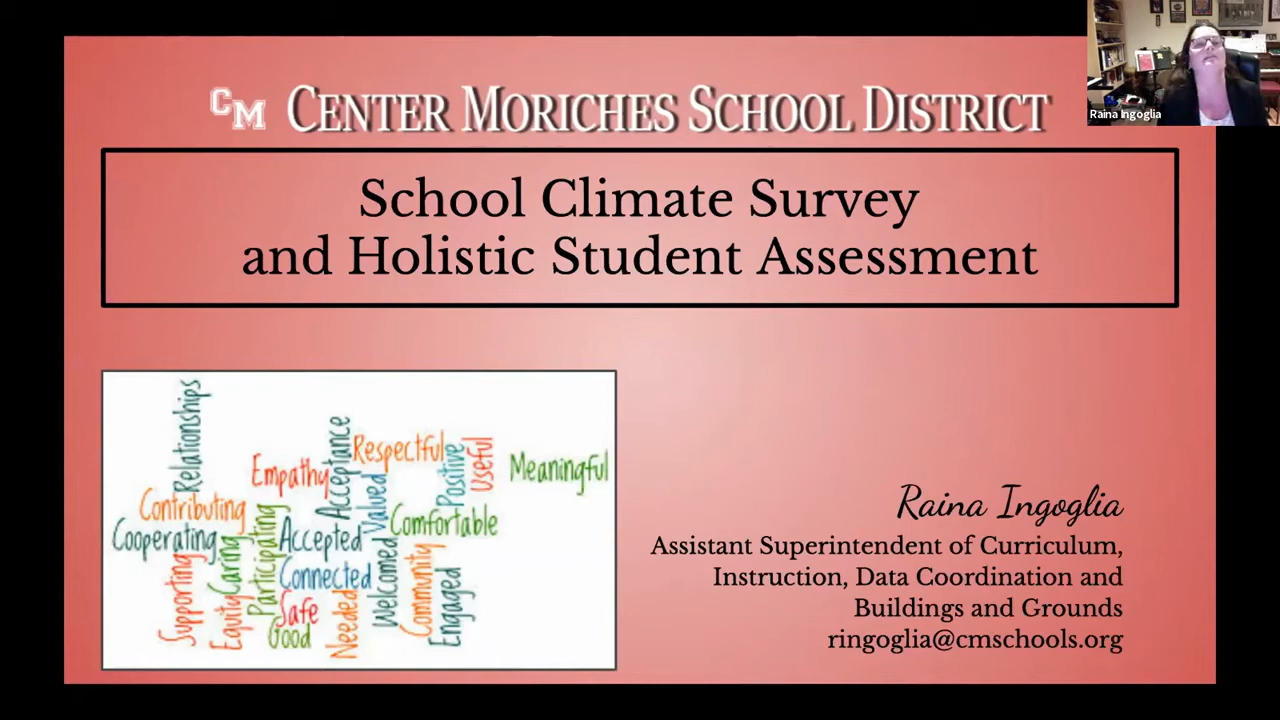 CM CENTER MORICHES SCHOOL DISTRICT
Raina Ingoglia
School Climate Survey
and Holistic Student Assessment
Relationships
Empathy
Acceptance
Respectful
Positive
Useful
Meaningful
Contributing
Valued
Cooperating
Caring
Participating
Accepted
Comfortable
Supporting
Equity
Connected
Welcomed
Community
Engaged
Safe
Good
Needed
Raina Ingoglia
Assistant Superintendent of Curriculum,
Instruction, Data Coordination and
Buildings and Grounds
ringoglia@cmschools.org